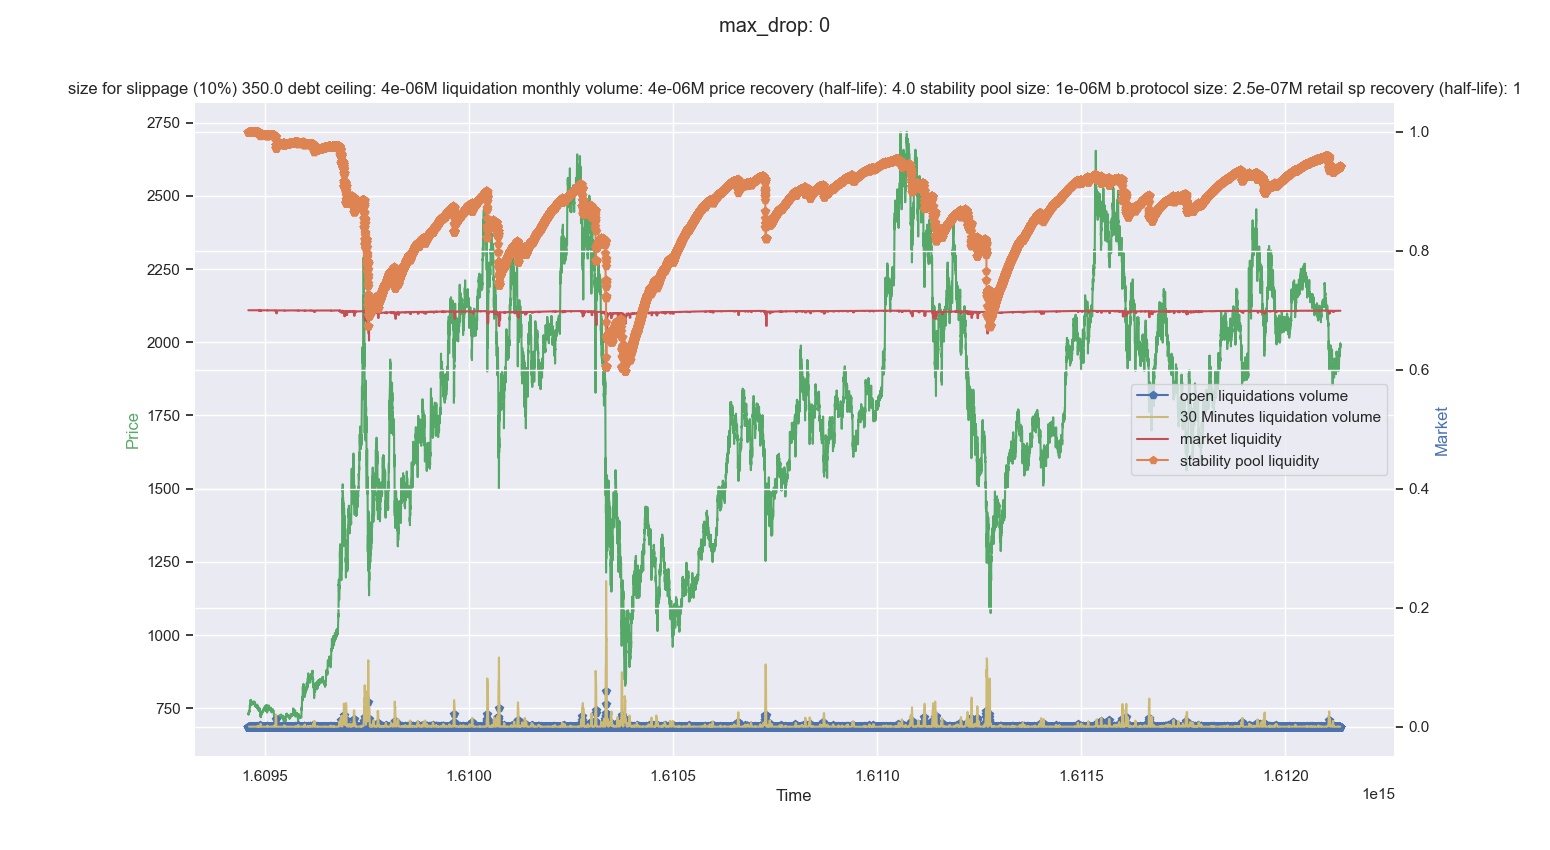 max_drop: 0
size for slippage (10%) 350.0 debt ceiling: 4e-06M liquidation monthly volume: 4e-06M price recovery (half-life): 4.0 stability pool size: 1e-06M b.protocol size: 2.5e-07M retail sp recovery (half-life): 1
2750
2500
2250
2000
1750
1500
1250
1000
750
Price
1.0
0.8
0.6
0.4
0.2
0.0
Market
open liquidations volume
30 Minutes liquidation volume
market liquidity
stability pool liquidity
1.6095 1.6100 1.6105 1.6110 1.6115 1.6120
Time
1e15